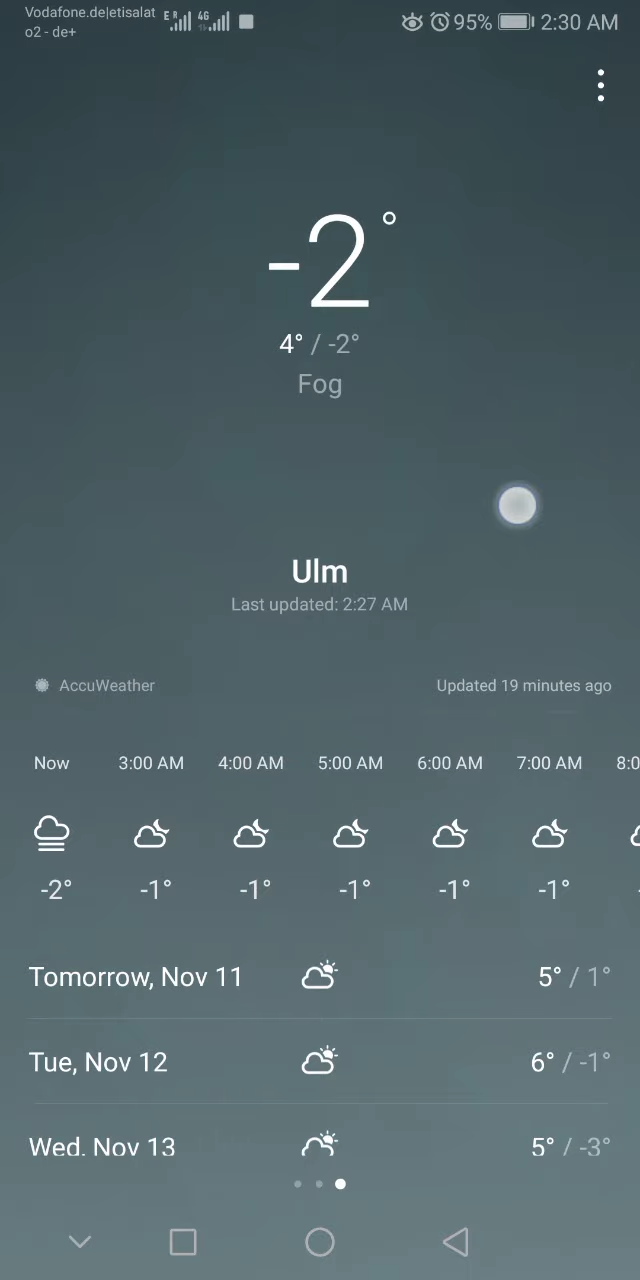 Vodafone.de|etisalat
o2 - de+
E R
4G
95%
2:30 AM
-2°
4° / -2°
Fog
Ulm
Last updated: 2:27 AM
AccuWeather
Updated 19 minutes ago
Now 3:00 AM 4:00 AM 5:00 AM 6:00 AM 7:00 AM 8:0
-2° -1° -1° -1° -1° -1°
Tomorrow, Nov 11 5° / 1°
Tue, Nov 12 6° / -1°
Wed, Nov 13 5° / -3°